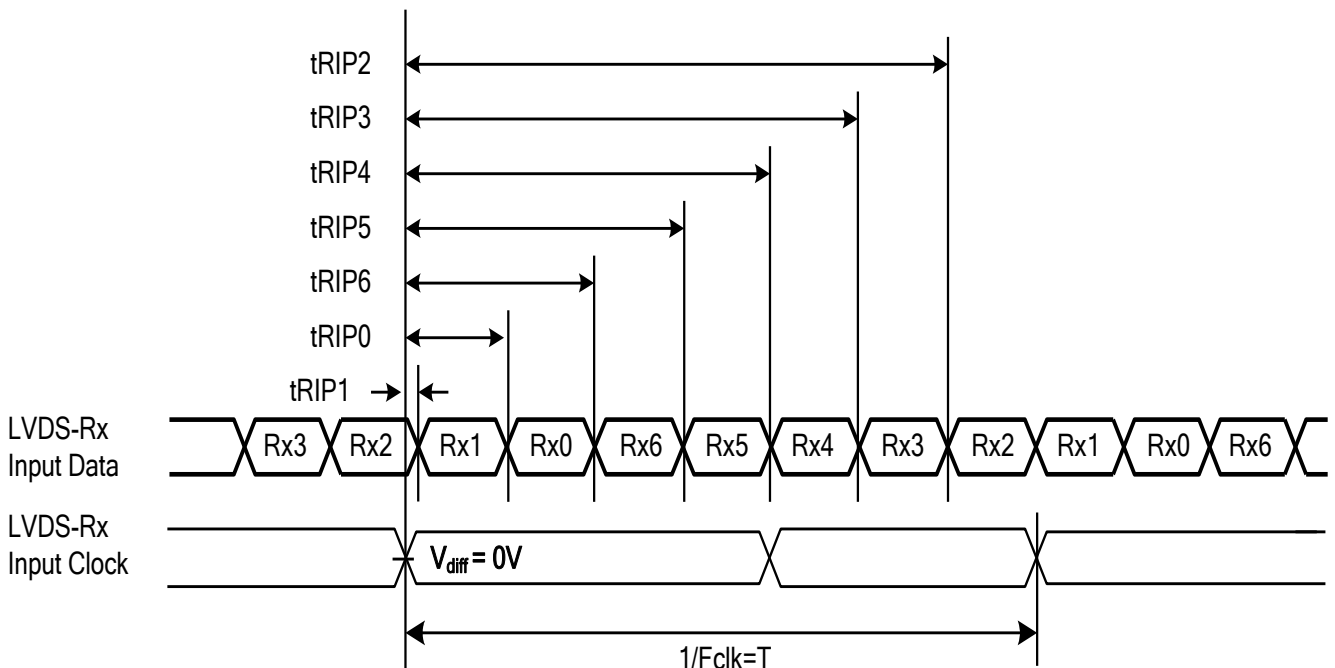 tRIP2
tRIP3
tRIP4
tRIP5
tRIP6
tRIP0
tRIP1
LVDS-Rx
Input Data
Rx3 Rx2 Rx1 Rx0 Rx6 Rx5 Rx4 Rx3 Rx2 Rx1 Rx0 Rx6
LVDS-Rx
Input Clock
Vdiff = 0V
1/Fclk=T